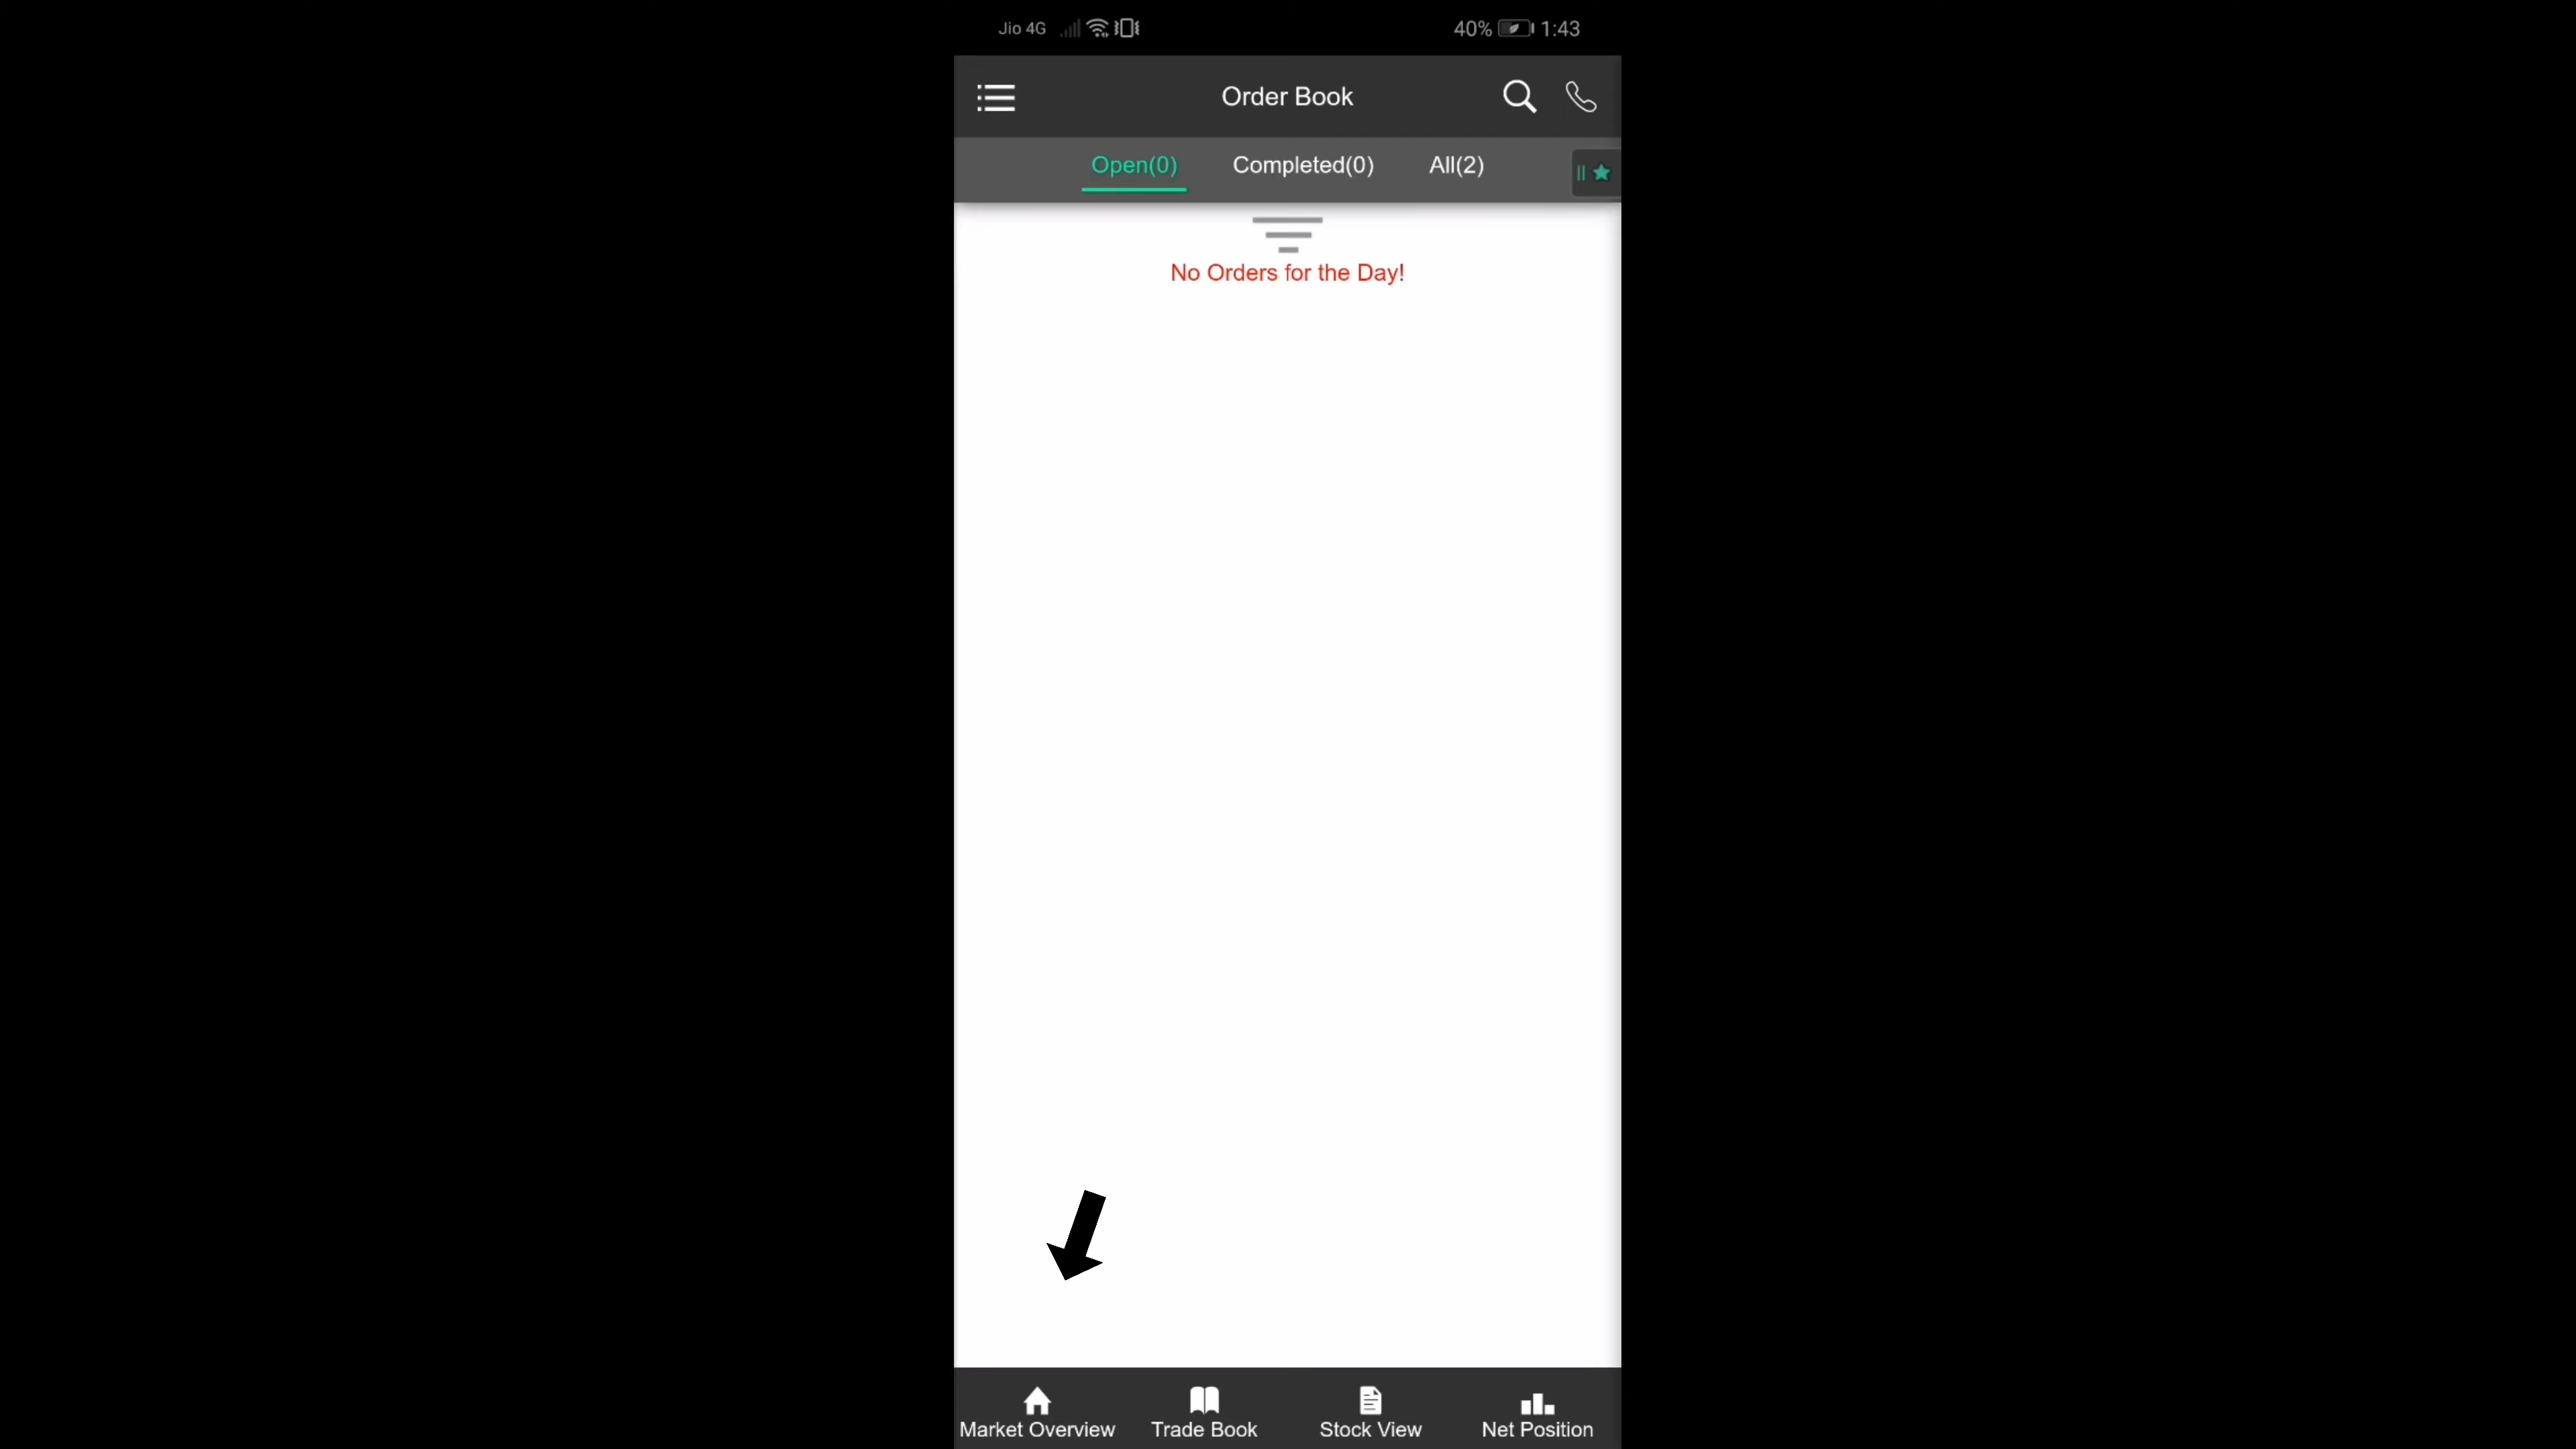 Jio 4G 40% 1:43
Order Book
Open(0) Completed(0) All(2)
No Orders for the Day!
Market Overview Trade Book Stock View Net Position